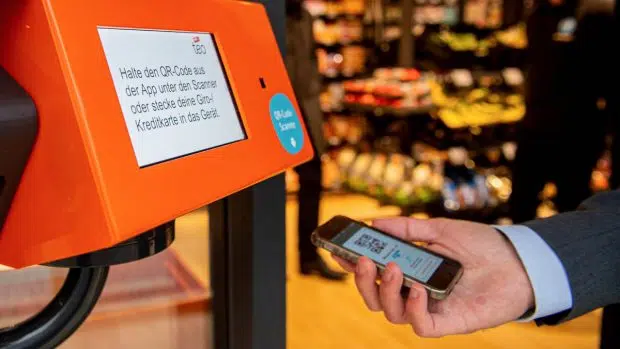 teo
Halte den QR-Code aus
der App unter den Scanner
oder stecke deine Giro-/
Kreditkarte in das Gerät.
QR-Code
Scanner